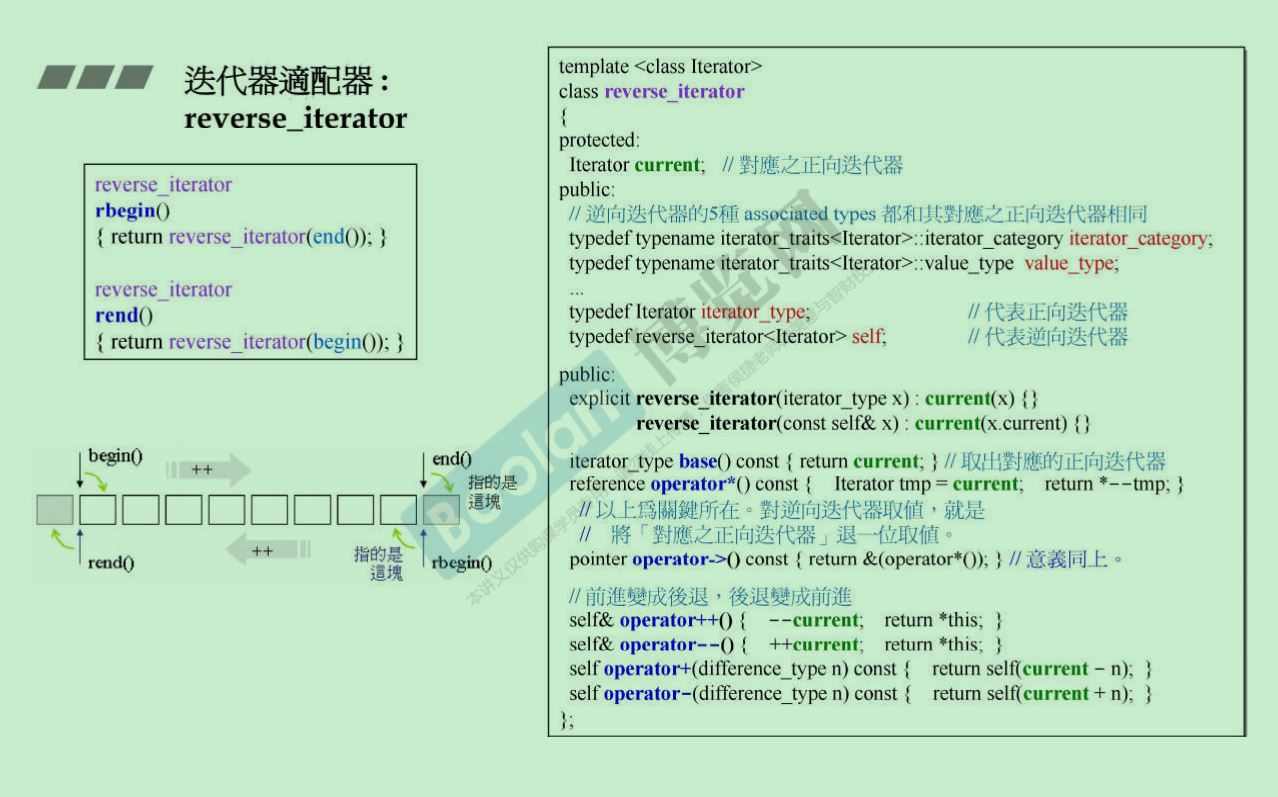 迭代器適配器：
reverse_iterator
reverse_iterator
rbegin()
{ return reverse_iterator(end()); }
reverse_iterator
rend()
{ return reverse_iterator(begin()); }
begin()
++
end()
指的是
這塊
rend()
++
指的是
這塊
rbegin()
template <class Iterator>
class reverse_iterator
{
protected:
Iterator current; // 對應之正向迭代器
public:
// 逆向迭代器的5種 associated types 都和其對應之正向迭代器相同
typedef typename iterator_traits<Iterator>::iterator_category iterator_category;
typedef typename iterator_traits<Iterator>::value_type value_type;
...
typedef Iterator iterator_type; // 代表正向迭代器
typedef reverse_iterator<Iterator> self; // 代表逆向迭代器
public:
explicit reverse_iterator(iterator_type x) : current(x) {}
reverse_iterator(const self& x) : current(x.current) {}
iterator_type base() const { return current; } // 取出對應的正向迭代器
reference operator*() const { Iterator tmp = current; return *--tmp; }
// 以上爲關鍵所在。對逆向迭代器取值，就是
// 將「對應之正向迭代器」退一位取值。
pointer operator->() const { return &(operator*()); } // 意義同上。
// 前進變成後退，後退變成前進
self& operator++() { --current; return *this; }
self& operator--() { ++current; return *this; }
self operator+(difference_type n) const { return self(current - n); }
self operator-(difference_type n) const { return self(current + n); }
};
Boolan
博览网